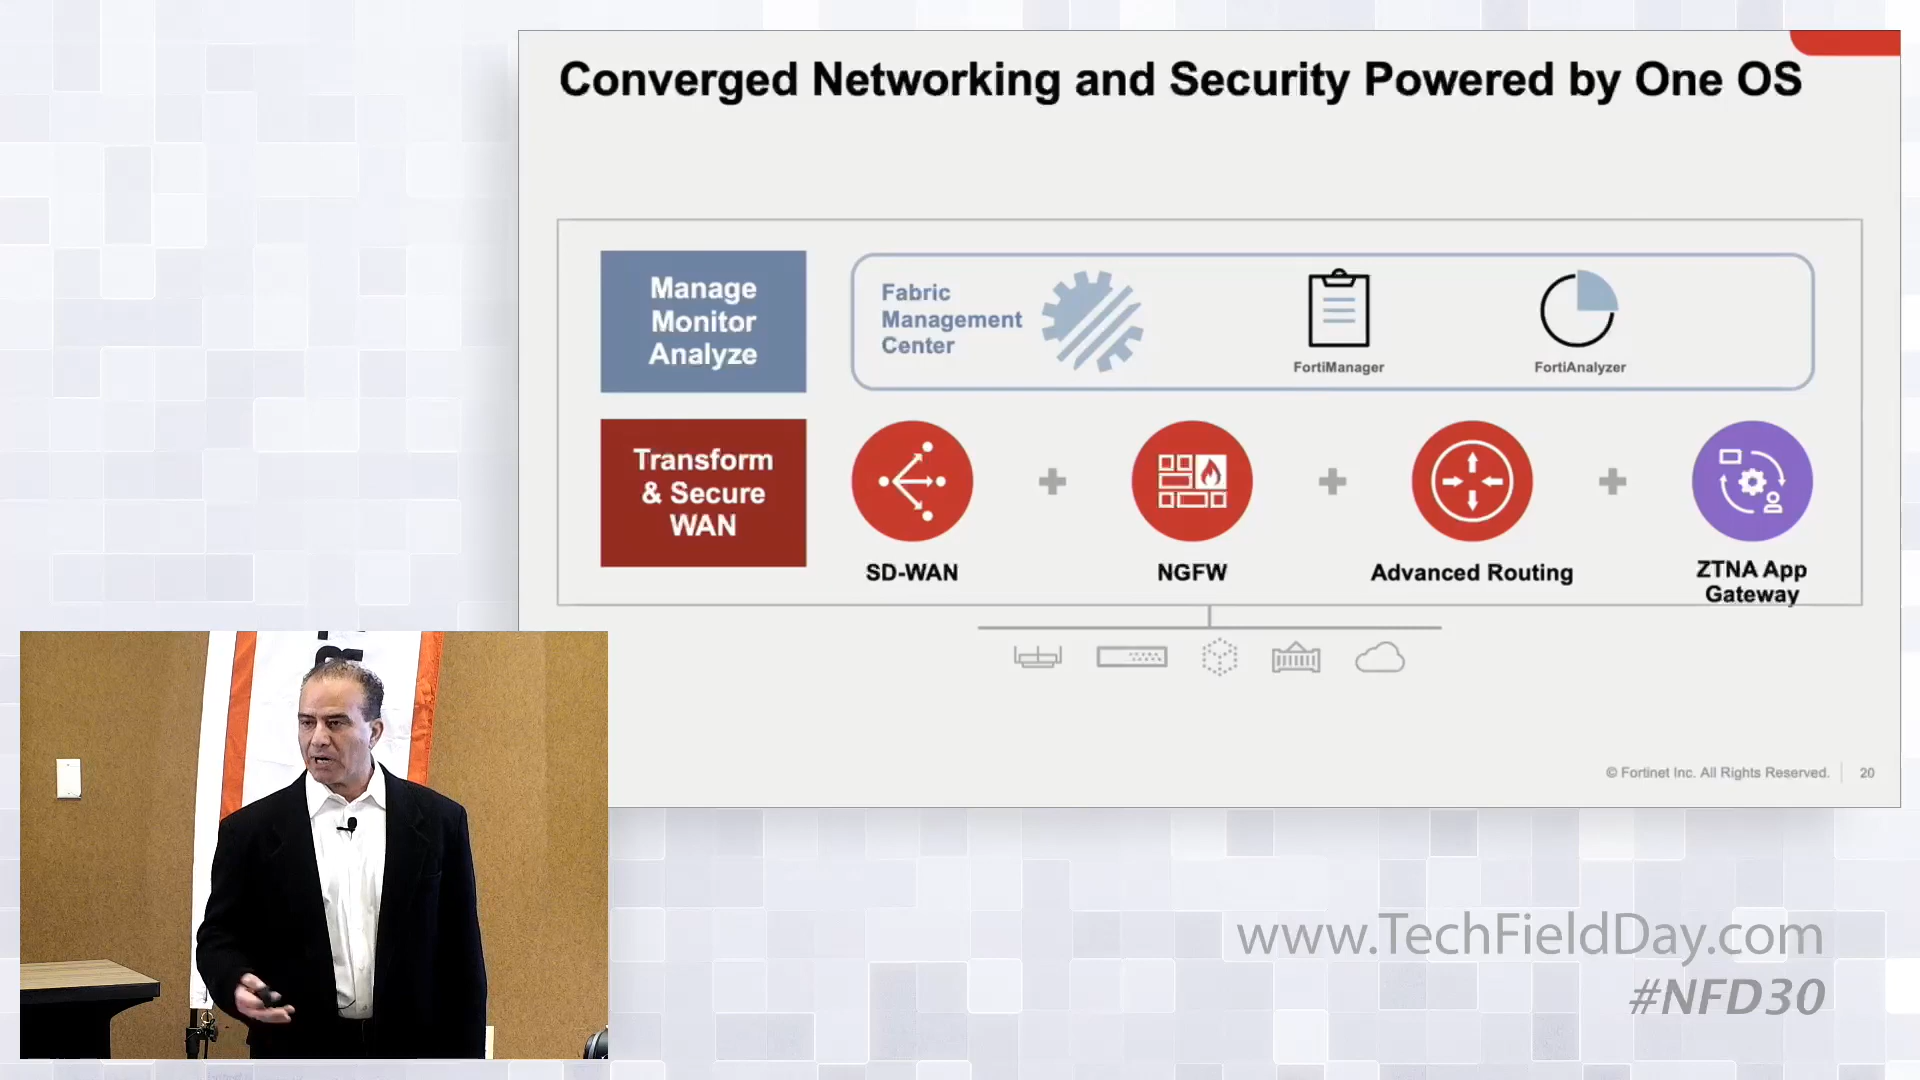 Converged Networking and Security Powered by One OS
Manage
Monitor
Analyze
Fabric
Management
Center
FortiManager
FortiAnalyzer
Transform
& Secure
WAN
SD-WAN
NGFW
Advanced Routing
ZTNA App
Gateway
© Fortinet Inc. All Rights Reserved.
20
www.TechFieldDay.com
#NFD30